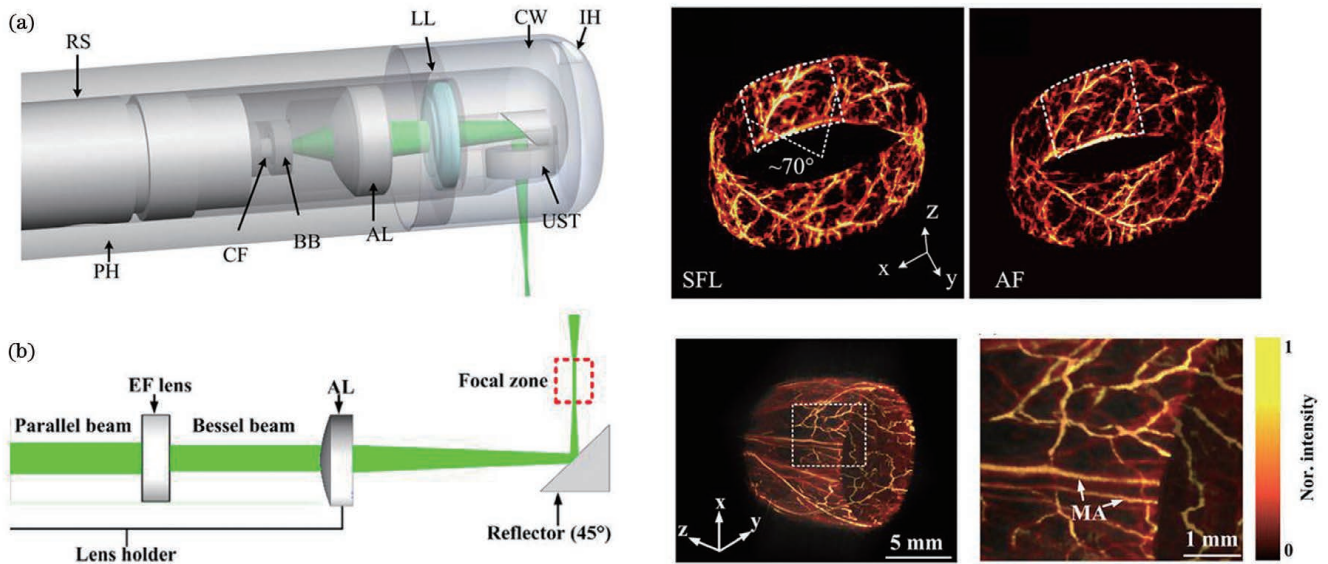 (a)
RS
LL
CW
IH
PH
CF
BB
AL
UST
~70°
SFL
z
x
y
AF
(b)
EF lens
AL
Focal zone
Parallel beam
Bessel beam
Reflector (45°)
Lens holder
x
z
y
5 mm
MA
1 mm
1
Nor. intensity
0